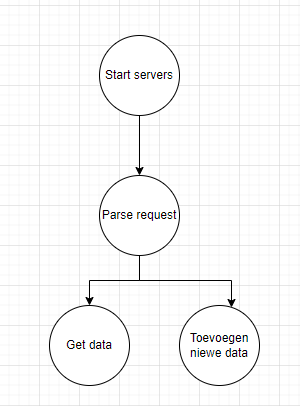 Start servers
Parse request
Get data
Toevoegen
niewe data